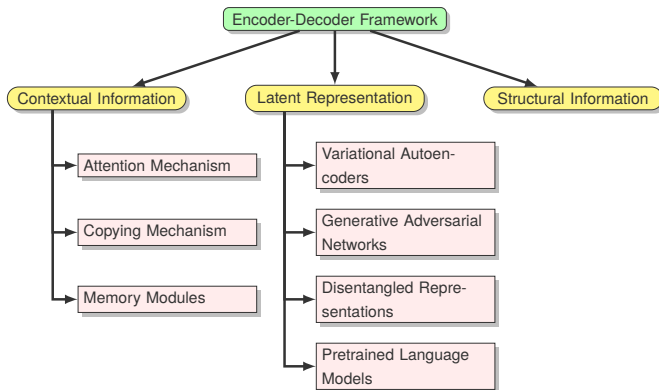 Encoder-Decoder Framework
Contextual Information
Latent Representation
Structural Information
Attention Mechanism
Copying Mechanism
Memory Modules
Variational Autoen-
coders
Generative Adversarial
Networks
Disentangled Repre-
sentations
Pretrained Language
Models